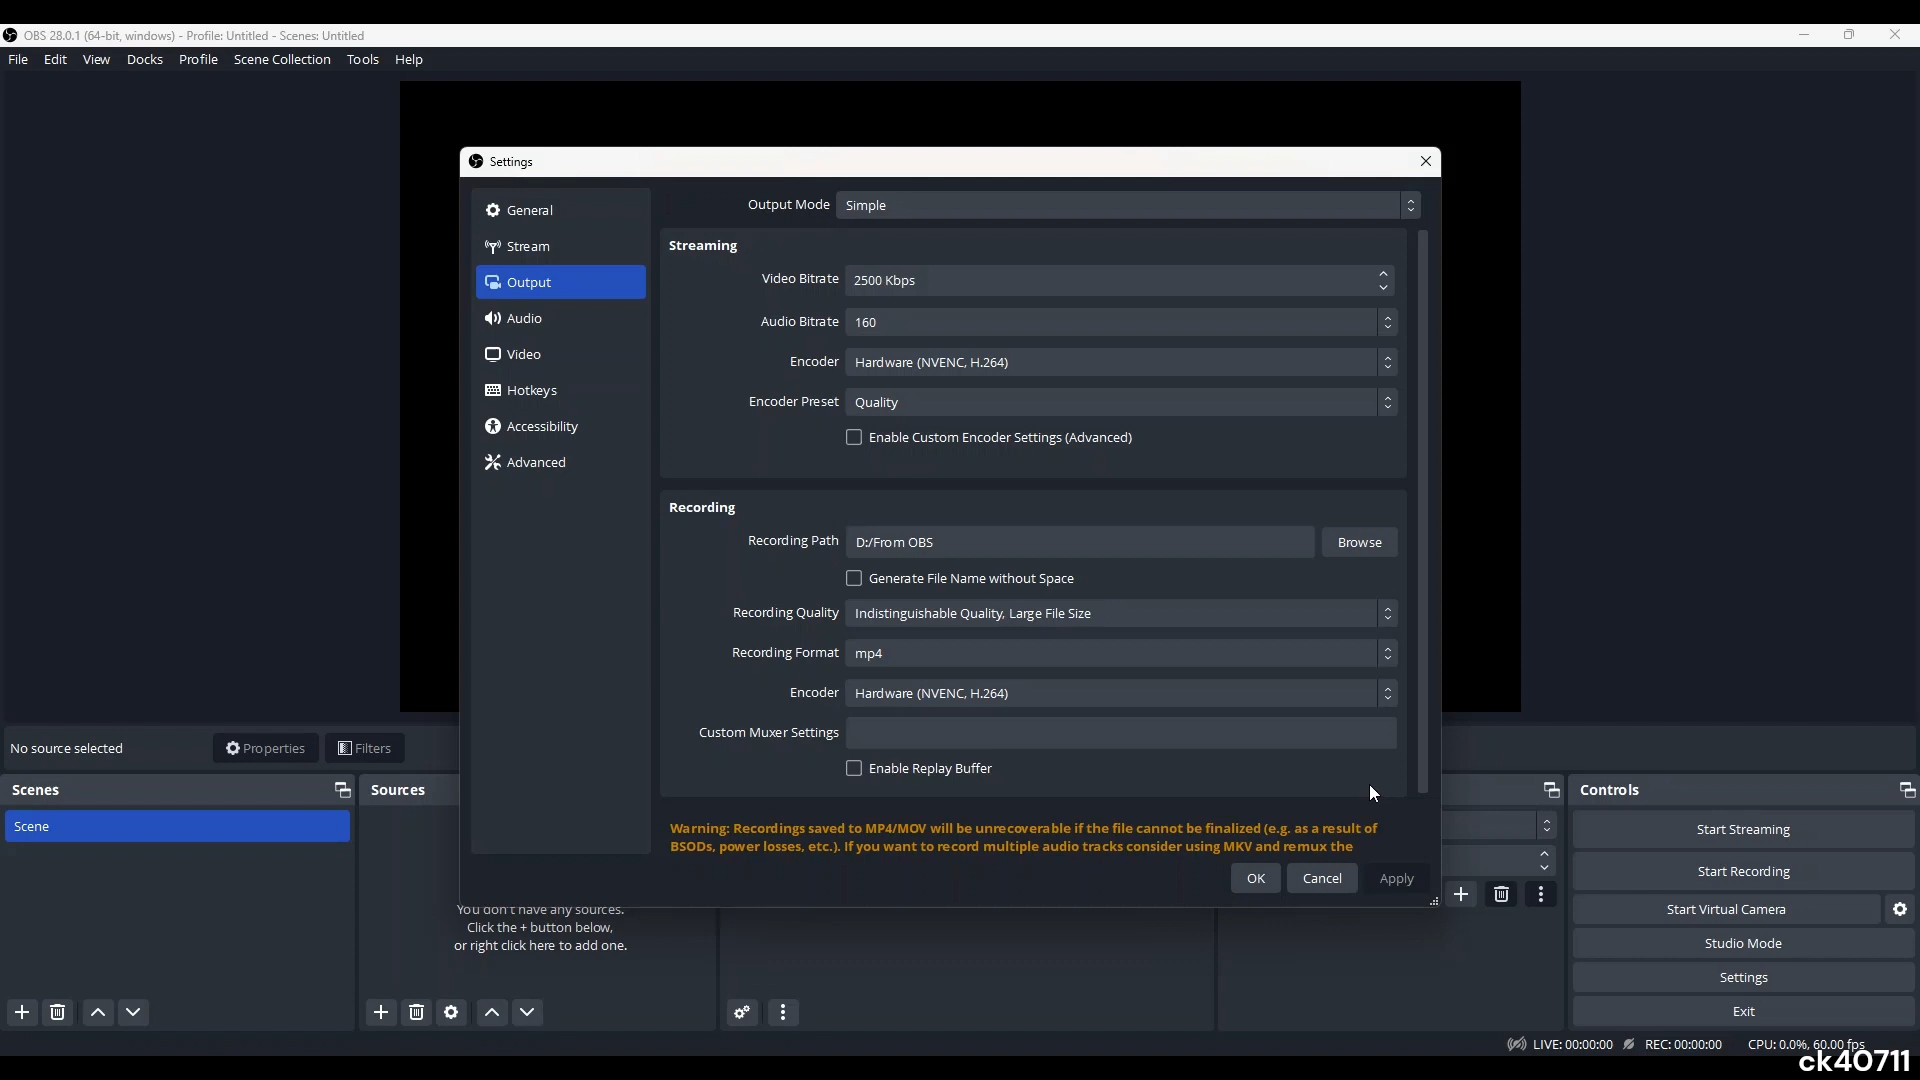 OBS 28.0.1 (64-bit, windows) - Profile: Untitled - Scenes: Untitled
File Edit View Docks Profile Scene Collection Tools Help
Settings
General
Stream
Output
Audio
Video
Hotkeys
Accessibility
Advanced
Output Mode Simple
Streaming
Video Bitrate 2500 Kbps
Audio Bitrate 160
Encoder Hardware (NVENC, H.264)
Encoder Preset Quality
Enable Custom Encoder Settings (Advanced)
Recording
Recording Path D:/From OBS Browse
Generate File Name without Space
Recording Quality Indistinguishable Quality, Large File Size
Recording Format mp4
Encoder Hardware (NVENC, H.264)
Custom Muxer Settings
Enable Replay Buffer
Warning: Recordings saved to MP4/MOV will be unrecoverable if the file cannot be finalized (e.g. as a result of
BSODs, power losses, etc.). If you want to record multiple audio tracks consider using MKV and remux the
OK Cancel Apply
No source selected Properties Filters
Scenes
Scene
Sources
You don't have any sources.
Click the + button below,
or right click here to add one.
Controls
Start Streaming
Start Recording
Start Virtual Camera
Studio Mode
Settings
Exit
LIVE: 00:00:00 REC: 00:00:00 CPU: 0.0%, 60.00 fps
ck40711